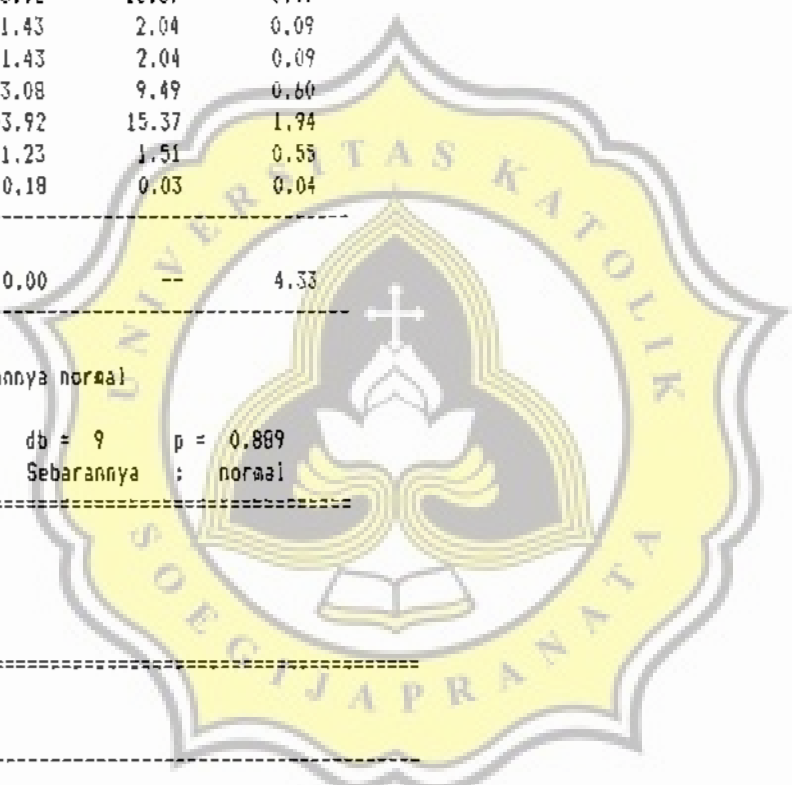 1.43 2.04 0.09
1.43 2.04 0.09
3.08 9.49 0.60
3.92 15.37 1.94
1.23 1.51 0.55
0.18 0.03 0.04
------------------------------------
0.00 -- 4.33
------------------------------------
annya normal
db = 9 p = 0.889
Sebarannya : normal
====================================
===========================================
-------------------------------------------
UNIVERSITAS KATOLIK
SOEGIJAPRANATA